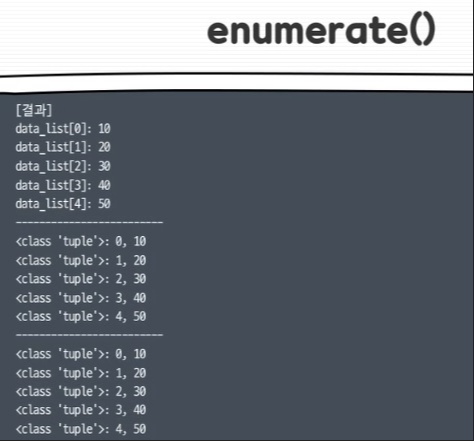 enumerate()
[결과]
data_list[0]: 10
data_list[1]: 20
data_list[2]: 30
data_list[3]: 40
data_list[4]: 50
--------------------------
<class 'tuple'>: 0, 10
<class 'tuple'>: 1, 20
<class 'tuple'>: 2, 30
<class 'tuple'>: 3, 40
<class 'tuple'>: 4, 50
--------------------------
<class 'tuple'>: 0, 10
<class 'tuple'>: 1, 20
<class 'tuple'>: 2, 30
<class 'tuple'>: 3, 40
<class 'tuple'>: 4, 50